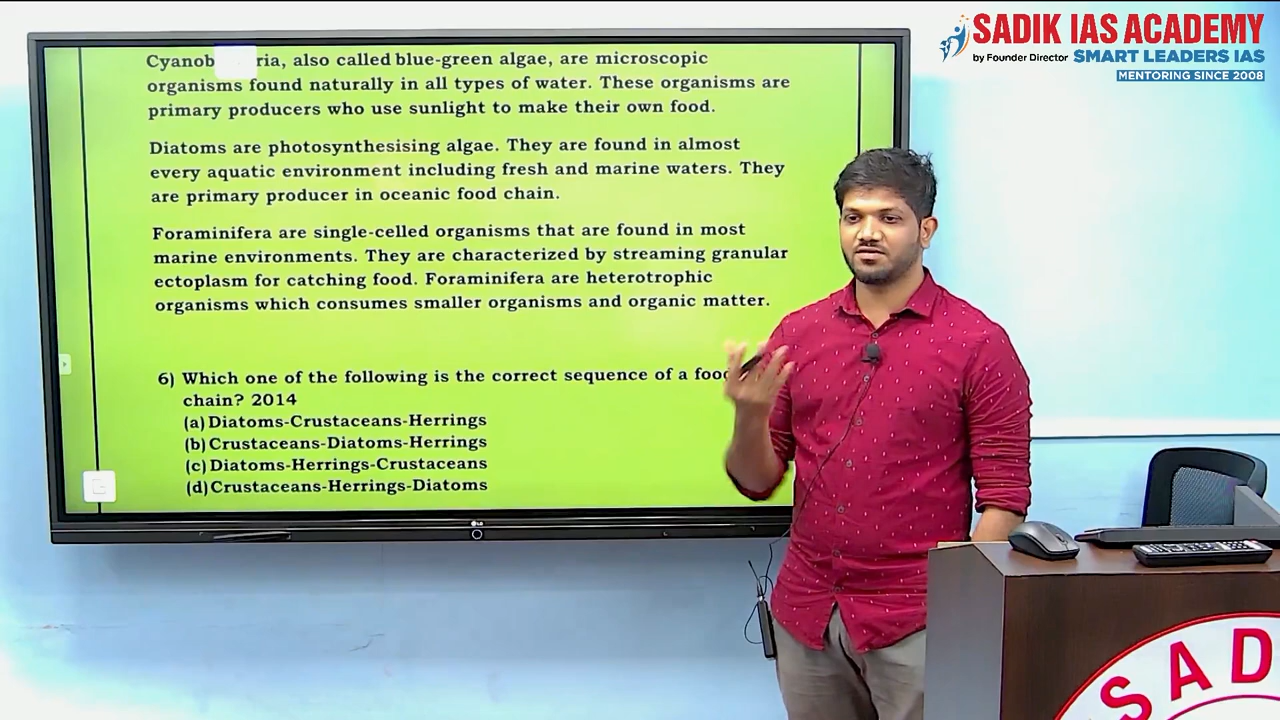 SADIK IAS ACADEMY
by Founder Director SMART LEADERS IAS
MENTORING SINCE 2008
also called blue-green algae, are microscopic
organisms found naturally in all types of water. These organisms are
primary producers who use sunlight to make their own food.
Diatoms are photosynthesising algae. They are found in almost
every aquatic environment including fresh and marine waters. They
are primary producer in oceanic food chain.
Foraminifera are single-celled organisms that are found in most
marine environments. They are characterized by streaming granular
ectoplasm for catching food. Foraminifera are heterotrophic
organisms which consumes smaller organisms and organic matter.
6) Which one of the following is the correct sequence of a food
chain? 2014
(a) Diatoms-Crustaceans-Herrings
(b) Crustaceans-Diatoms-Herrings
(c) Diatoms-Herrings-Crustaceans
(d) Crustaceans-Herrings-Diatoms
LG
SAD